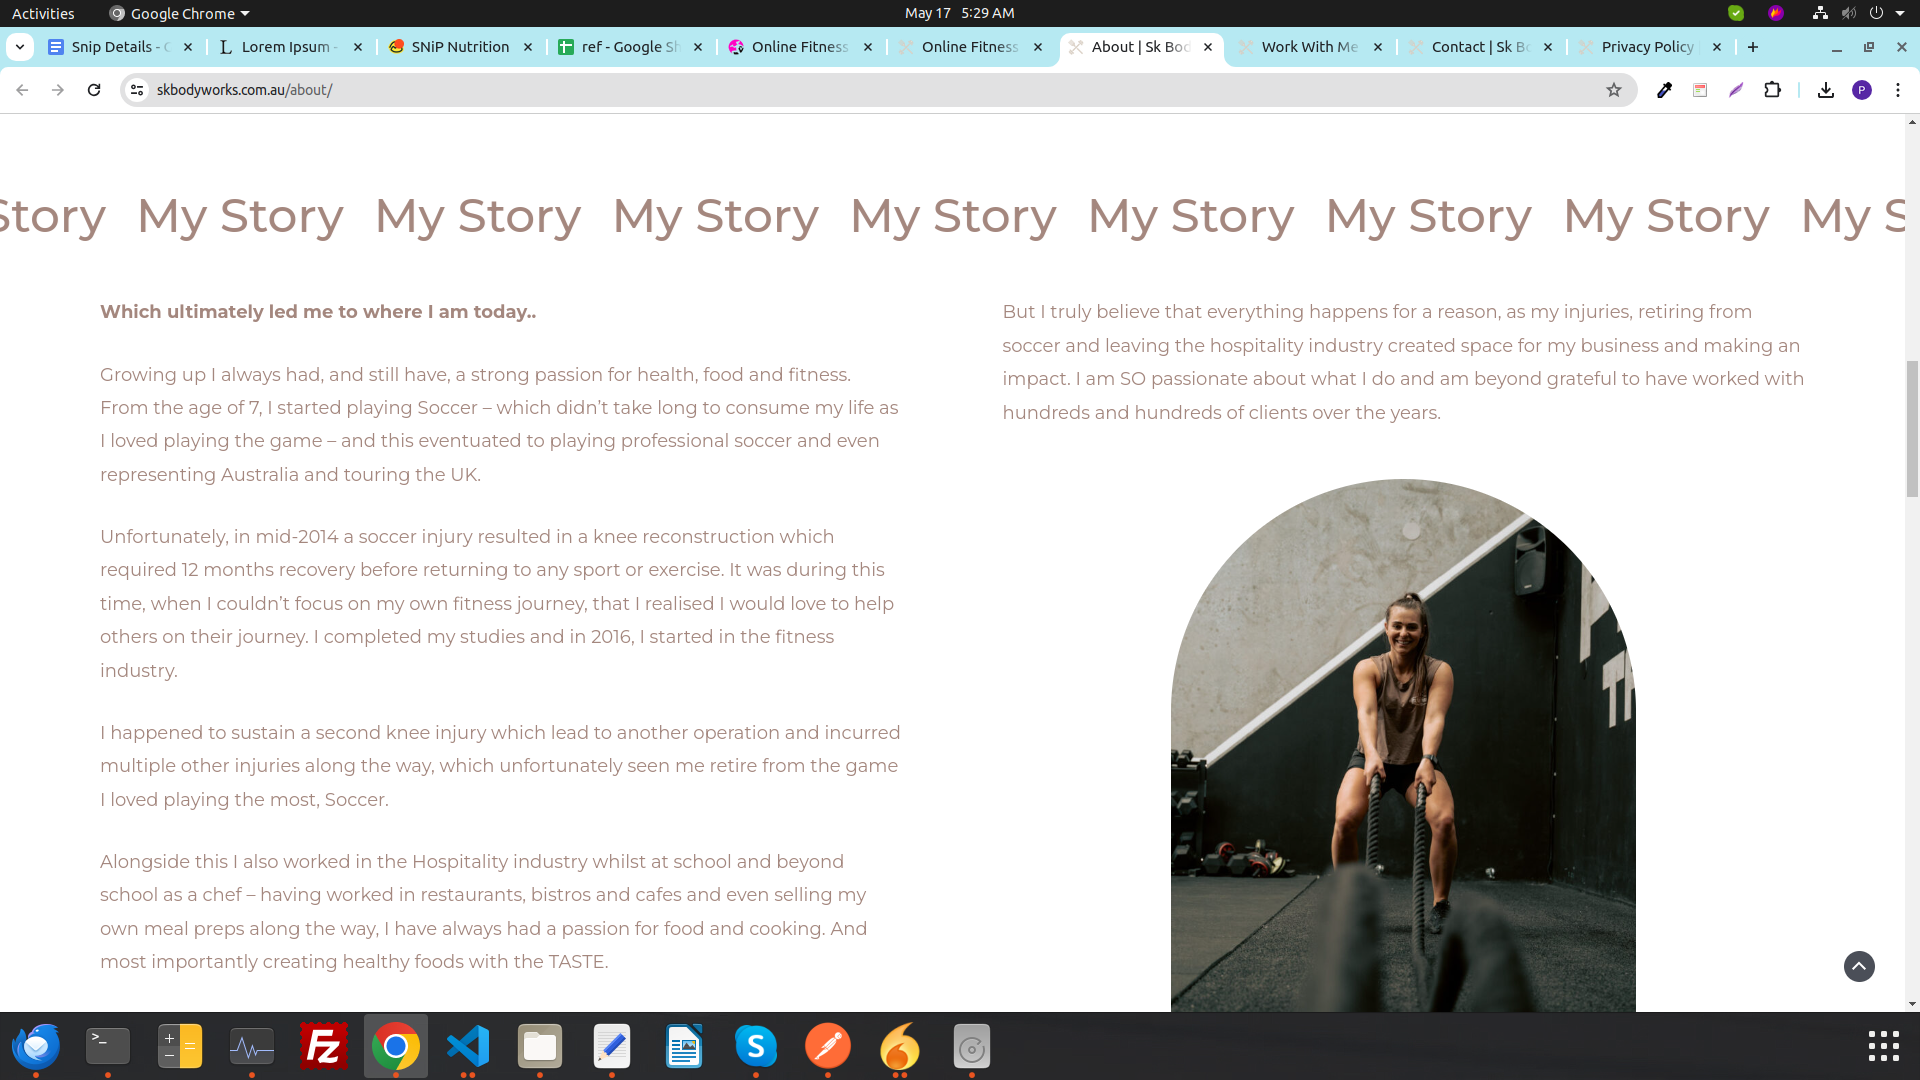 Activities Google Chrome May 17 5:29 AM
Snip Details - Lorem Ipsum - SNiP Nutrition ref - Google Sh Online Fitness Online Fitness About | Sk Bod Work With Me Contact | Sk Bo Privacy Policy
skbodyworks.com.au/about/ P
Story My Story My Story My Story My Story My Story My Story My Story My S
Which ultimately led me to where I am today..
Growing up I always had, and still have, a strong passion for health, food and fitness.
From the age of 7, I started playing Soccer – which didn’t take long to consume my life as
I loved playing the game – and this eventuated to playing professional soccer and even
representing Australia and touring the UK.
Unfortunately, in mid-2014 a soccer injury resulted in a knee reconstruction which
required 12 months recovery before returning to any sport or exercise. It was during this
time, when I couldn’t focus on my own fitness journey, that I realised I would love to help
others on their journey. I completed my studies and in 2016, I started in the fitness
industry.
I happened to sustain a second knee injury which lead to another operation and incurred
multiple other injuries along the way, which unfortunately seen me retire from the game
I loved playing the most, Soccer.
Alongside this I also worked in the Hospitality industry whilst at school and beyond
school as a chef – having worked in restaurants, bistros and cafes and even selling my
own meal preps along the way, I have always had a passion for food and cooking. And
most importantly creating healthy foods with the TASTE.
But I truly believe that everything happens for a reason, as my injuries, retiring from
soccer and leaving the hospitality industry created space for my business and making an
impact. I am SO passionate about what I do and am beyond grateful to have worked with
hundreds and hundreds of clients over the years.